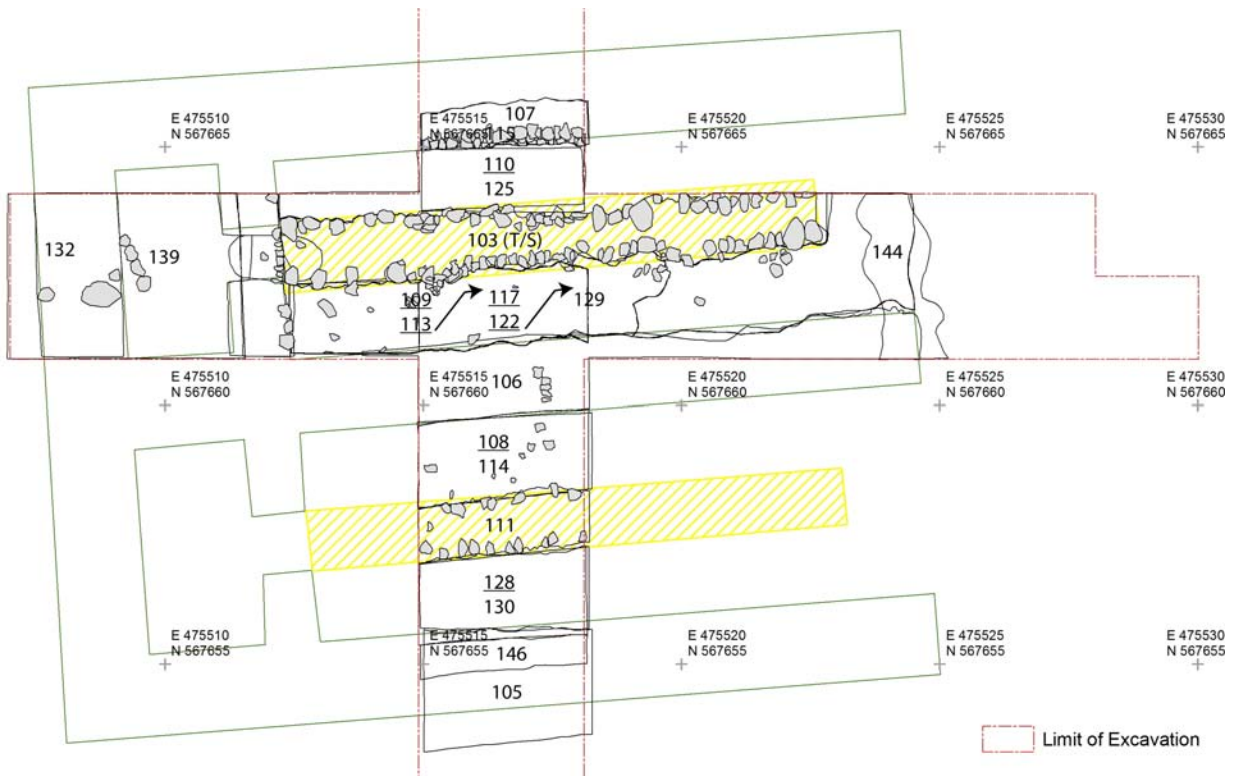 107
E 475510
N 567665
E 475515
N 567665
115
E 475520
N 567665
E 475525
N 567665
E 475530
N 567665
110
125
132
139
103 (T/S)
144
109
113
117
122
129
E 475510
N 567660
E 475515
N 567660
106
E 475520
N 567660
E 475525
N 567660
E 475530
N 567660
108
114
111
128
130
E 475510
N 567655
E 475515
N 567655
E 475520
N 567655
E 475525
N 567655
E 475530
N 567655
146
105
Limit of Excavation